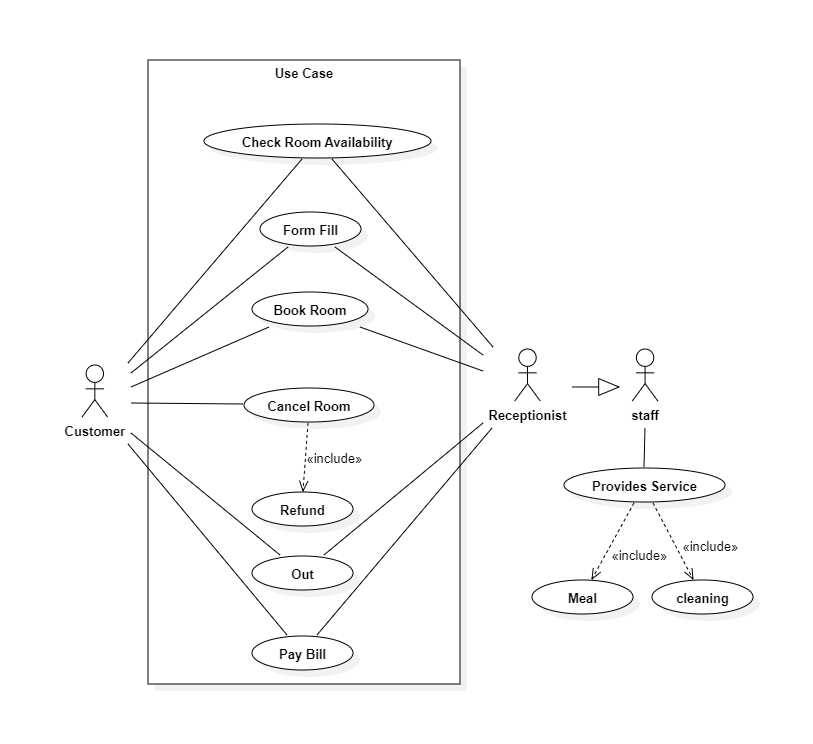 Use Case
Check Room Availability
Form Fill
Book Room
Cancel Room
Customer
Receptionist
staff
«include»
Provides Service
Refund
«include»
«include»
Out
Meal
cleaning
Pay Bill